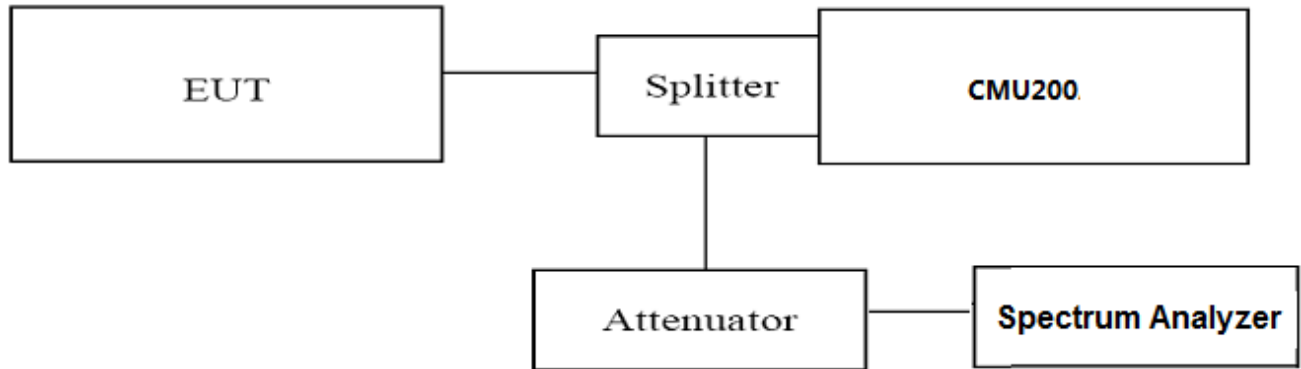 EUT
Splitter
CMU200.
Attenuator
Spectrum Analyzer